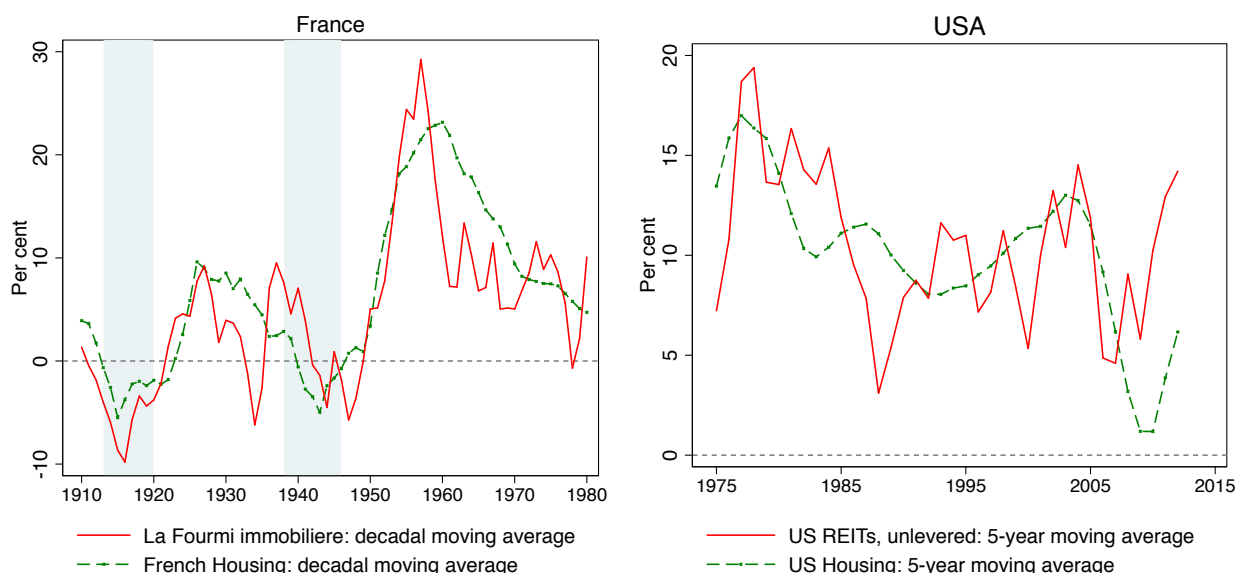 France
Per cent
30
20
10
0
-10
1910 1920 1930 1940 1950 1960 1970 1980
La Fourmi immobiliere: decadal moving average
French Housing: decadal moving average
USA
Per cent
20
15
10
5
0
1975 1985 1995 2005 2015
US REITs, unlevered: 5-year moving average
US Housing: 5-year moving average